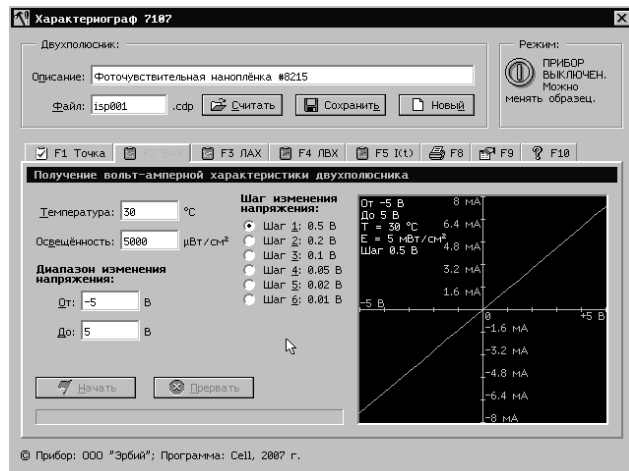 Характериограф 7107
Двухполюсник:
Описание: Фоточувствительная наноплёнка #8215
Файл: isp001 .cdp Считать Сохранить Новый
Режим:
ПРИБОР
ВЫКЛЮЧЕН.
Можно
менять образец.
F1 Точка F2 ВАХ F3 ЛАХ F4 ЛВХ F5 I(t) F8 F9 F10
Получение вольт-амперной характеристики двухполюсника
Температура: 30 °C
Освещённость: 5000 μВт/см²
Диапазон изменения
напряжения:
От: -5 В
До: 5 В
Шаг изменения
напряжения:
Шаг 1: 0.5 В
Шаг 2: 0.2 В
Шаг 3: 0.1 В
Шаг 4: 0.05 В
Шаг 5: 0.02 В
Шаг 6: 0.01 В
Начать Прервать
От -5 В
До 5 В
T = 30 °C
E = 5 мВт/см²
Шаг 0.5 В
8 мА
6.4 мА
4.8 мА
3.2 мА
1.6 мА
-5 В 0 +5 В
-1.6 мА
-3.2 мА
-4.8 мА
-6.4 мА
-8 мА
© Прибор: ООО "Эрбий"; Программа: Cell, 2007 г.